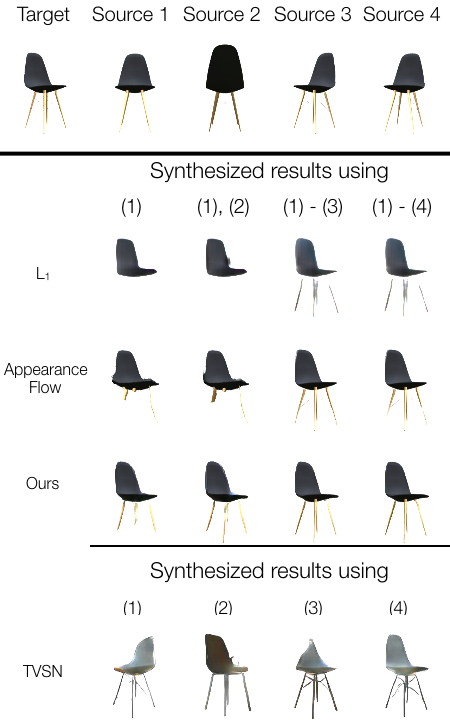 Target Source 1 Source 2 Source 3 Source 4
Synthesized results using
(1) (1), (2) (1) - (3) (1) - (4)
L₁
Appearance
Flow
Ours
Synthesized results using
(1) (2) (3) (4)
TVSN